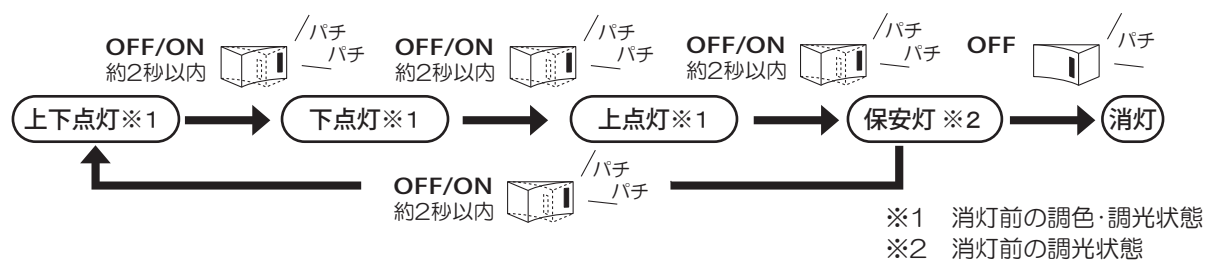 OFF/ON
約2秒以内
パチ
パチ
OFF/ON
約2秒以内
パチ
パチ
OFF/ON
約2秒以内
パチ
パチ
OFF
パチ
上下点灯※1
下点灯※1
上点灯※1
保安灯※2
消灯
OFF/ON
約2秒以内
パチ
パチ
※1 消灯前の調色・調光状態
※2 消灯前の調光状態